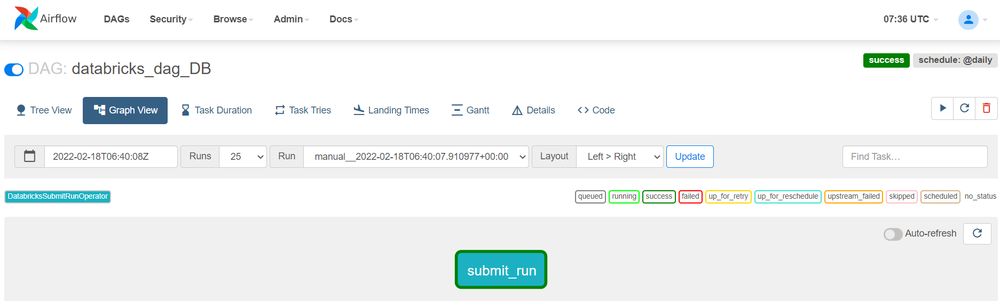 Airflow DAGs Security Browse Admin Docs 07:36 UTC
success schedule: @daily
DAG: databricks_dag_DB
Tree View Graph View Task Duration Task Tries Landing Times Gantt Details Code
2022-02-18T06:40:08Z Runs 25 Run manual__2022-02-18T06:40:07.910977+00:00 Layout Left > Right Update Find Task…
DatabricksSubmitRunOperator queued running success failed up_for_retry up_for_reschedule upstream_failed skipped scheduled no_status
Auto-refresh
submit_run